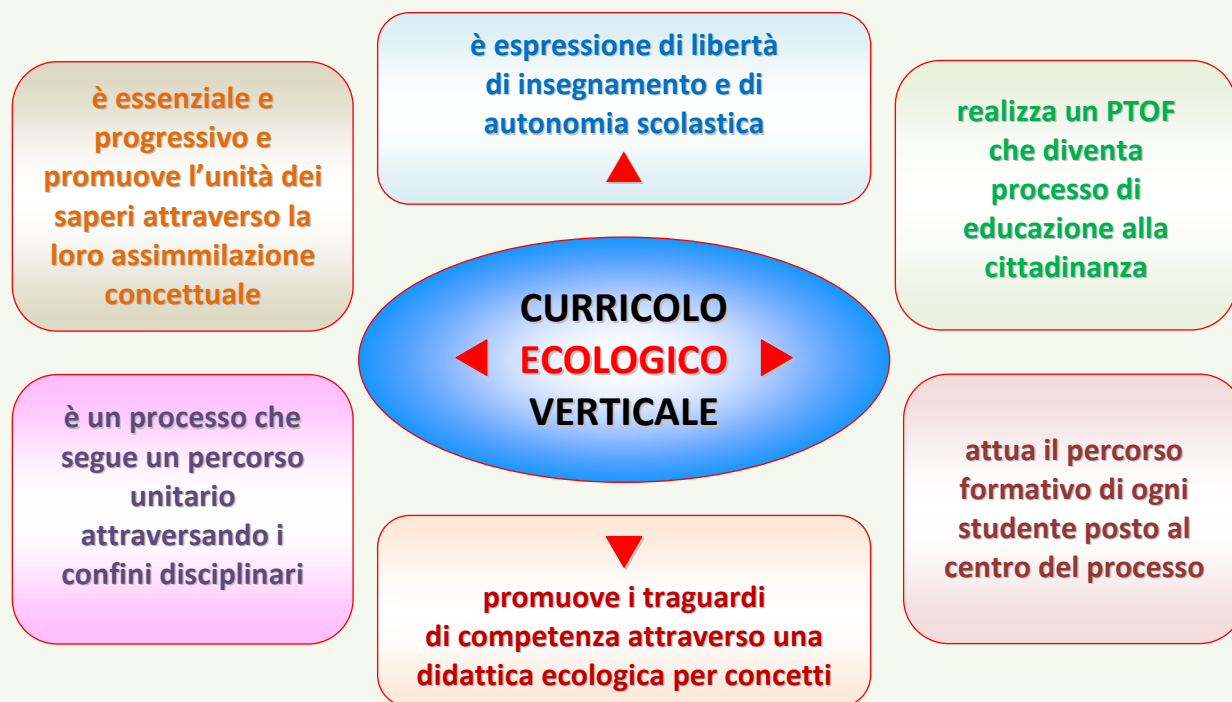 è espressione di libertà
di insegnamento e di
autonomia scolastica
è essenziale e
progressivo e
promuove l’unità dei
saperi attraverso la
loro assimmilazione
concettuale
realizza un PTOF
che diventa
processo di
educazione alla
cittadinanza
CURRICOLO
ECOLOGICO
VERTICALE
è un processo che
segue un percorso
unitario
attraversando i
confini disciplinari
attua il percorso
formativo di ogni
studente posto al
centro del processo
promuove i traguardi
di competenza attraverso una
didattica ecologica per concetti